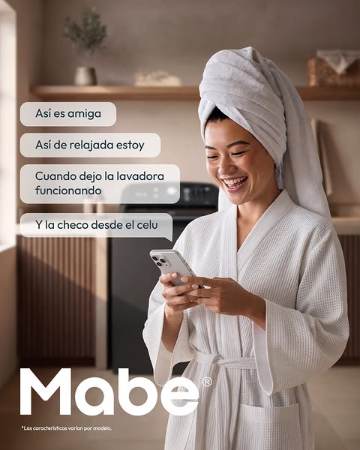 Así es amiga
Así de relajada estoy
Cuando dejo la lavadora
funcionando
Y la checo desde el celu
Mabe®
*Las características varían por modelo.